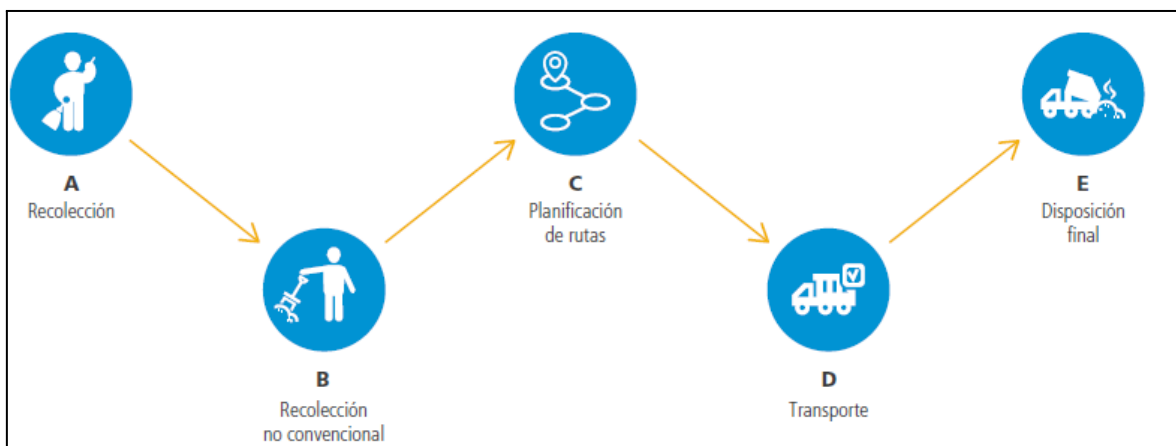 A
Recolección
B
Recolección
no convencional
C
Planificación
de rutas
D
Transporte
E
Disposición
final